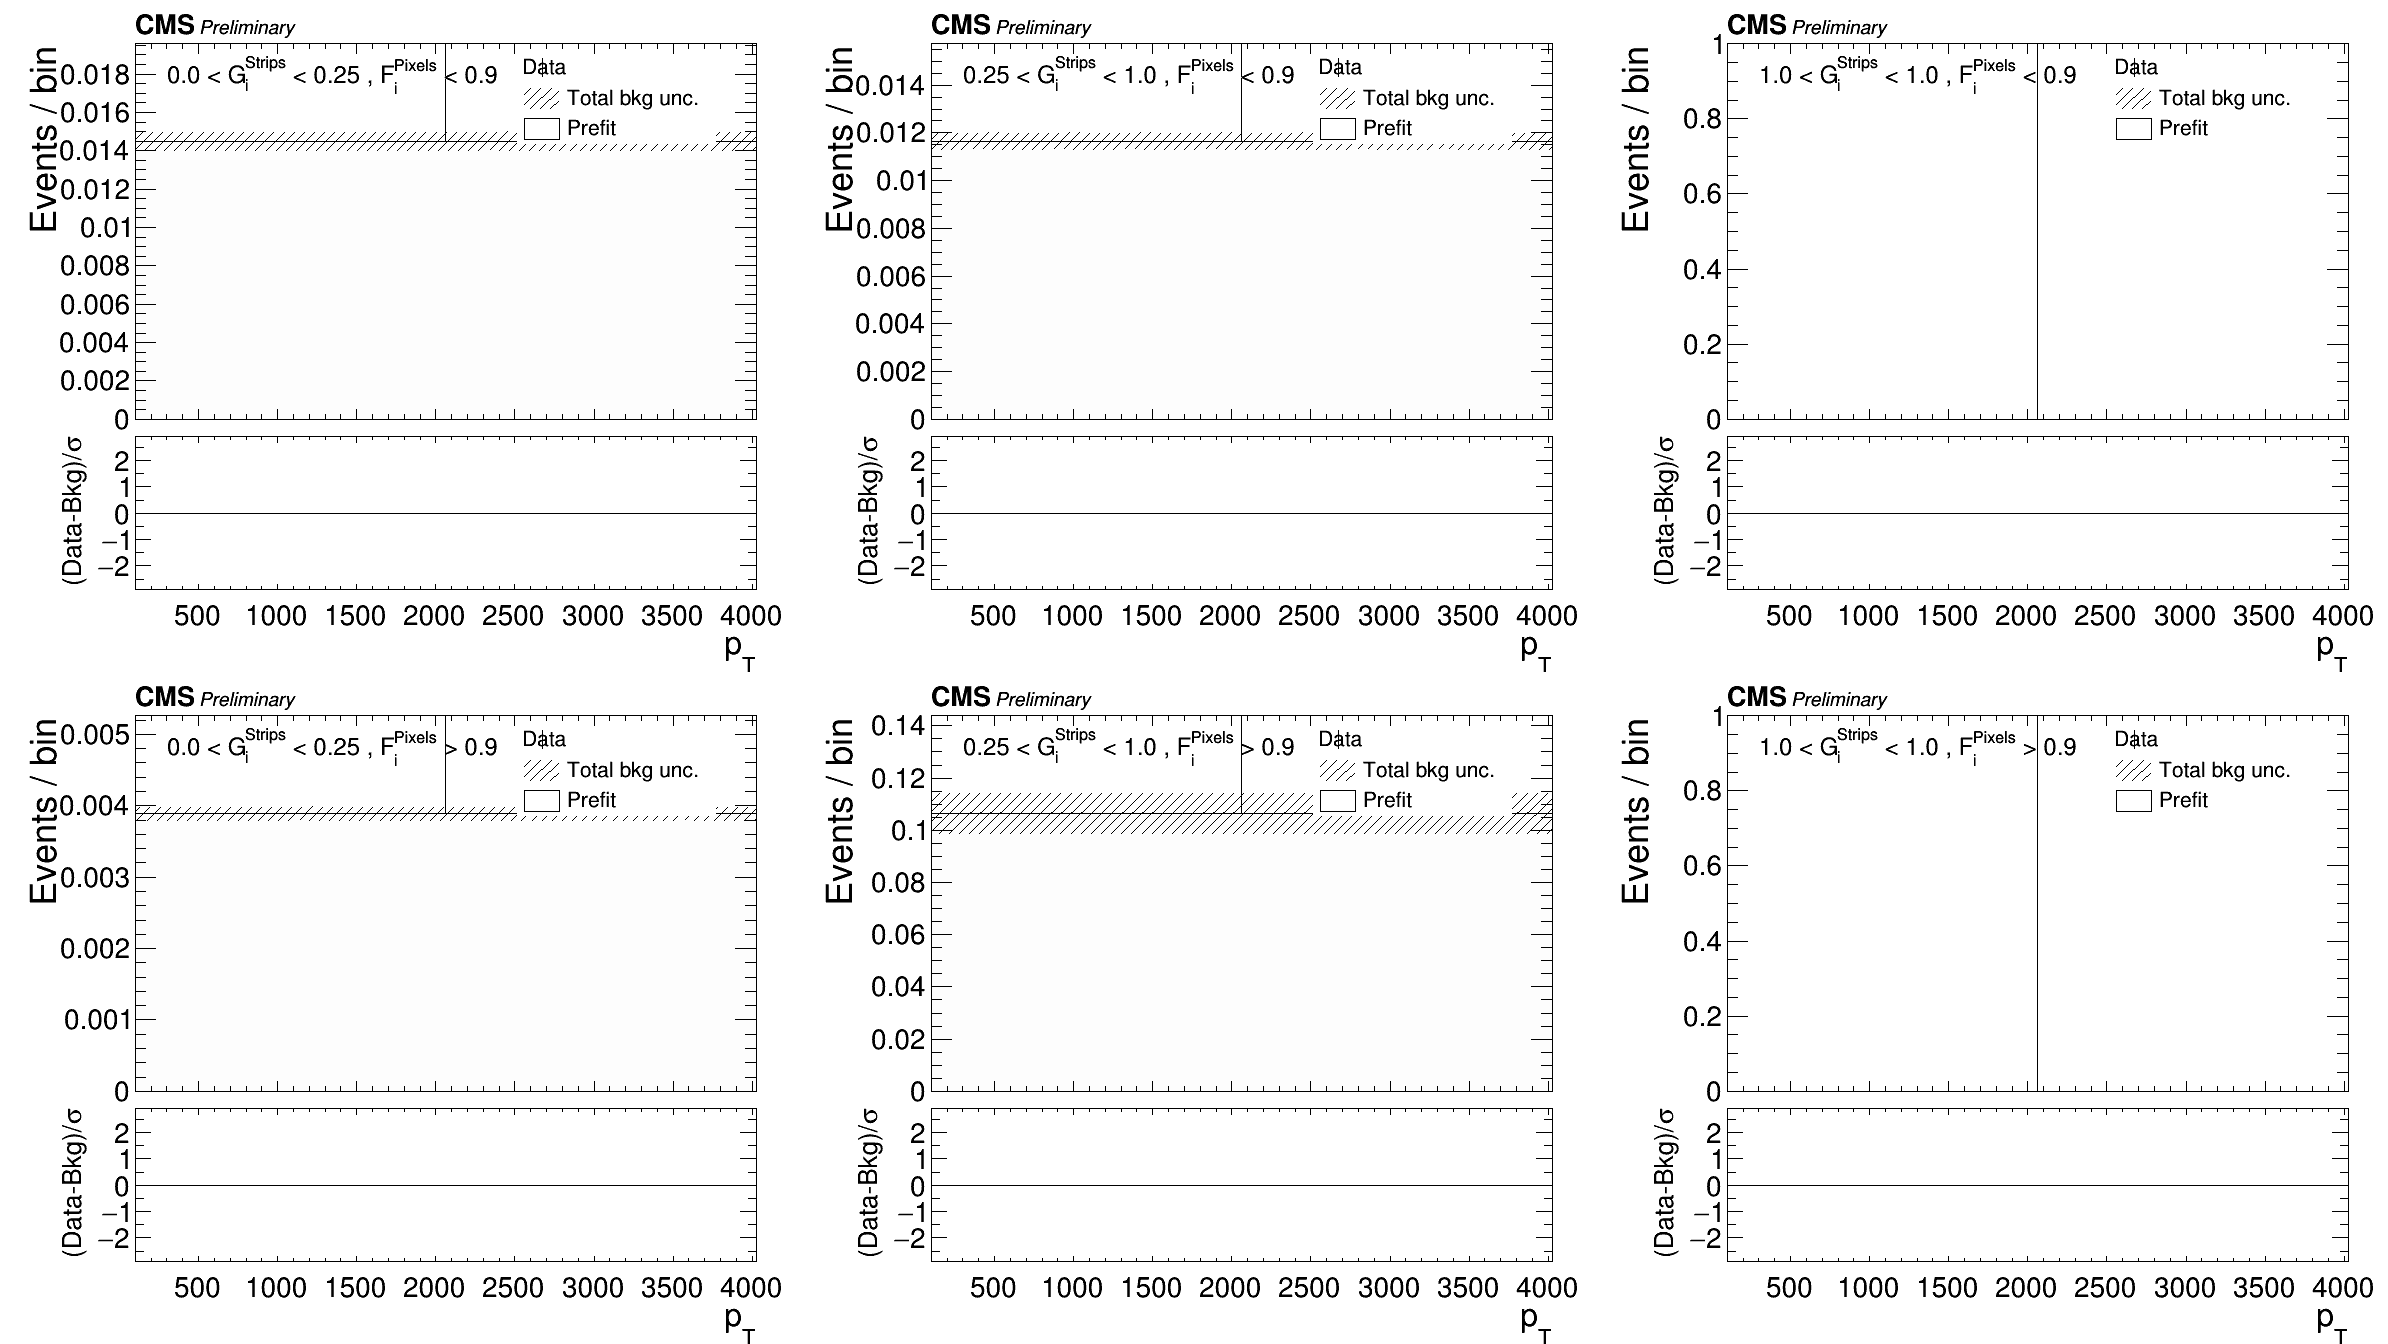 CMS Preliminary
Events / bin
0.0 < G_i^Strips < 0.25 , F_i^Pixels < 0.9
Data
Total bkg unc.
Prefit
0.018
0.016
0.014
0.012
0.01
0.008
0.006
0.004
0.002
0
(Data-Bkg)/σ
2
1
0
−1
−2
500 1000 1500 2000 2500 3000 3500 4000
p_T
CMS Preliminary
Events / bin
0.25 < G_i^Strips < 1.0 , F_i^Pixels < 0.9
Data
Total bkg unc.
Prefit
0.014
0.012
0.01
0.008
0.006
0.004
0.002
0
(Data-Bkg)/σ
2
1
0
−1
−2
500 1000 1500 2000 2500 3000 3500 4000
p_T
CMS Preliminary
Events / bin
1.0 < G_i^Strips < 1.0 , F_i^Pixels < 0.9
Data
Total bkg unc.
Prefit
1
0.8
0.6
0.4
0.2
0
(Data-Bkg)/σ
2
1
0
−1
−2
500 1000 1500 2000 2500 3000 3500 4000
p_T
CMS Preliminary
Events / bin
0.0 < G_i^Strips < 0.25 , F_i^Pixels > 0.9
Data
Total bkg unc.
Prefit
0.005
0.004
0.003
0.002
0.001
0
(Data-Bkg)/σ
2
1
0
−1
−2
500 1000 1500 2000 2500 3000 3500 4000
p_T
CMS Preliminary
Events / bin
0.25 < G_i^Strips < 1.0 , F_i^Pixels > 0.9
Data
Total bkg unc.
Prefit
0.14
0.12
0.1
0.08
0.06
0.04
0.02
0
(Data-Bkg)/σ
2
1
0
−1
−2
500 1000 1500 2000 2500 3000 3500 4000
p_T
CMS Preliminary
Events / bin
1.0 < G_i^Strips < 1.0 , F_i^Pixels > 0.9
Data
Total bkg unc.
Prefit
1
0.8
0.6
0.4
0.2
0
(Data-Bkg)/σ
2
1
0
−1
−2
500 1000 1500 2000 2500 3000 3500 4000
p_T